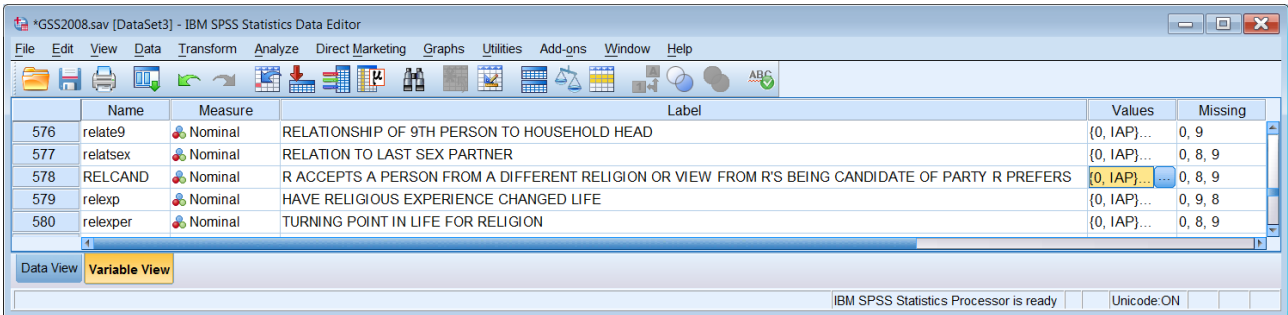 *GSS2008.sav [DataSet3] - IBM SPSS Statistics Data Editor
File Edit View Data Transform Analyze Direct Marketing Graphs Utilities Add-ons Window Help
Name Measure Label Values Missing
576 relate9 Nominal RELATIONSHIP OF 9TH PERSON TO HOUSEHOLD HEAD {0, IAP}... 0, 9
577 relatsex Nominal RELATION TO LAST SEX PARTNER {0, IAP}... 0, 8, 9
578 RELCAND Nominal R ACCEPTS A PERSON FROM A DIFFERENT RELIGION OR VIEW FROM R'S BEING CANDIDATE OF PARTY R PREFERS {0, IAP}... ... 0, 8, 9
579 relexp Nominal HAVE RELIGIOUS EXPERIENCE CHANGED LIFE {0, IAP}... 0, 9, 8
580 relexper Nominal TURNING POINT IN LIFE FOR RELIGION {0, IAP}... 0, 8, 9
Data View Variable View
IBM SPSS Statistics Processor is ready Unicode:ON